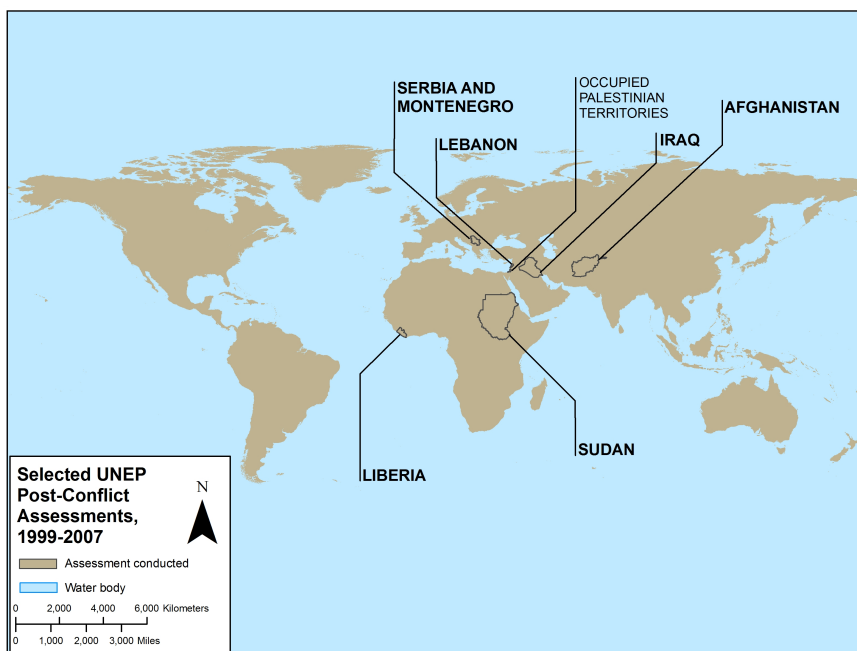 SERBIA AND
MONTENEGRO
OCCUPIED
PALESTINIAN
TERRITORIES
AFGHANISTAN
LEBANON
IRAQ
SUDAN
LIBERIA
Selected UNEP
Post-Conflict
Assessments,
1999-2007
N
Assessment conducted
Water body
0 2,000 4,000 6,000 Kilometers
0 1,000 2,000 3,000 Miles